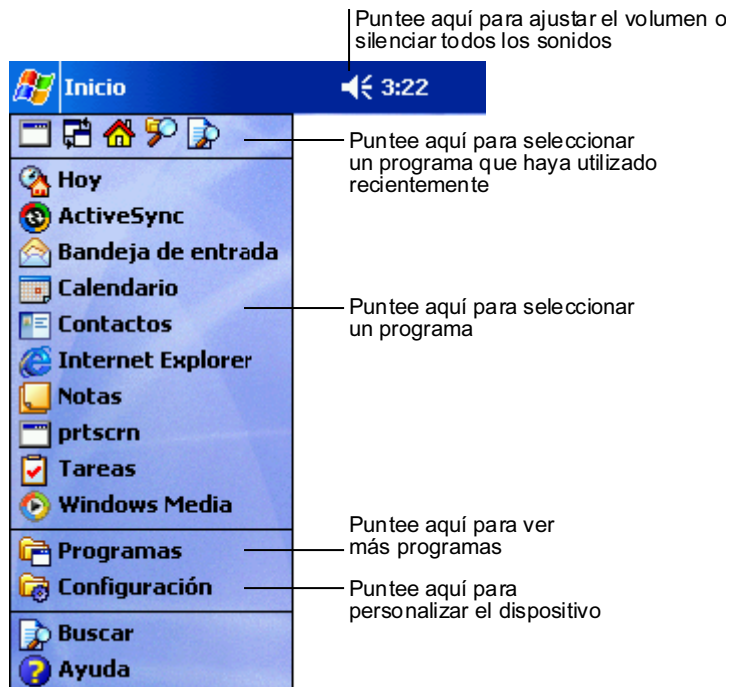 Puntee aquí para ajustar el volumen o
silenciar todos los sonidos
Inicio
3:22
Puntee aquí para seleccionar
un programa que haya utilizado
recientemente
Hoy
ActiveSync
Bandeja de entrada
Calendario
Puntee aquí para seleccionar
un programa
Contactos
Internet Explorer
Notas
prtscrn
Tareas
Windows Media
Puntee aquí para ver
más programas
Programas
Configuración
Puntee aquí para
personalizar el dispositivo
Buscar
Ayuda